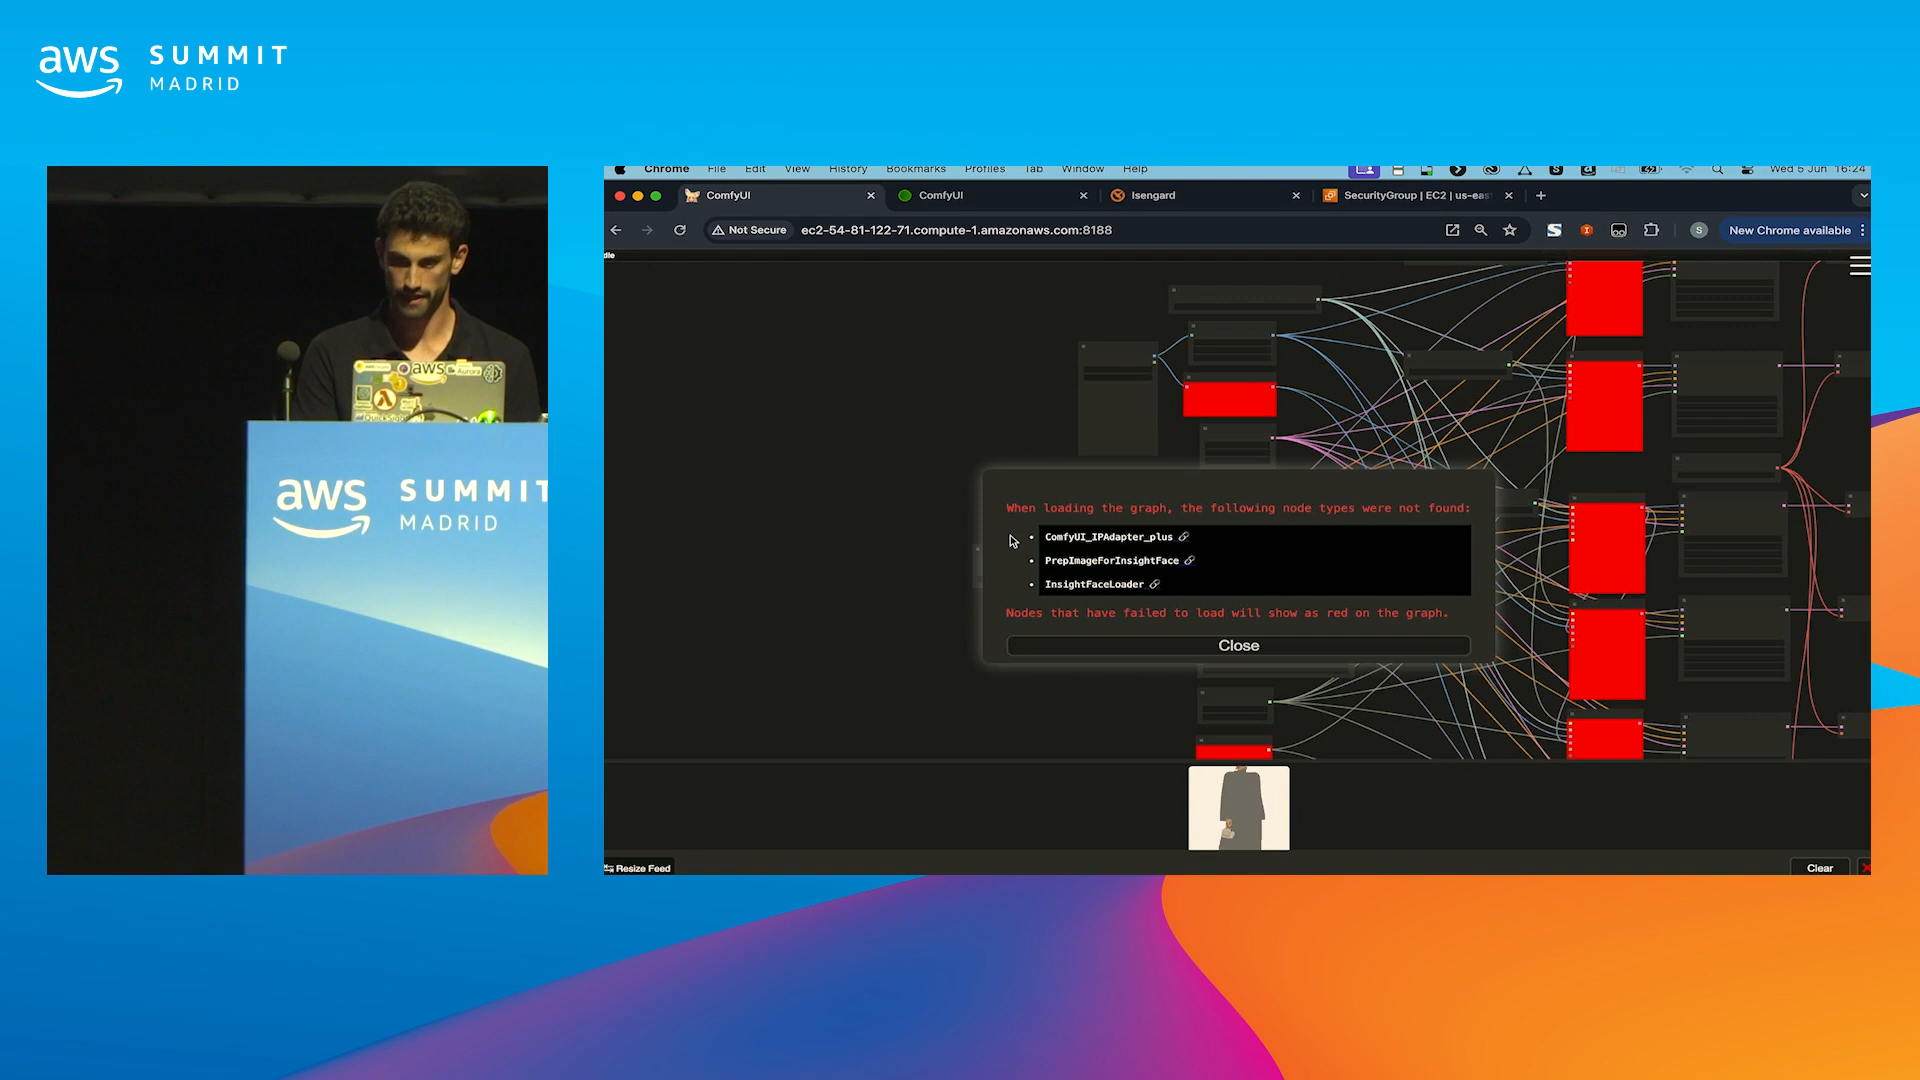 aws SUMMIT
MADRID
aws
Aurora
aws SUMMIT
MADRID
Chrome File Edit View History Bookmarks Profiles Tab Window Help Wed 5 Jun 16:24
ComfyUI ComfyUI Isengard SecurityGroup | EC2 | us-eas
Not Secure ec2-54-81-122-71.compute-1.amazonaws.com:8188 S New Chrome available
dle
When loading the graph, the following node types were not found:
• ComfyUI_IPAdapter_plus
• PrepImageForInsightFace
• InsightFaceLoader
Nodes that have failed to load will show as red on the graph.
Close
Resize Feed Clear